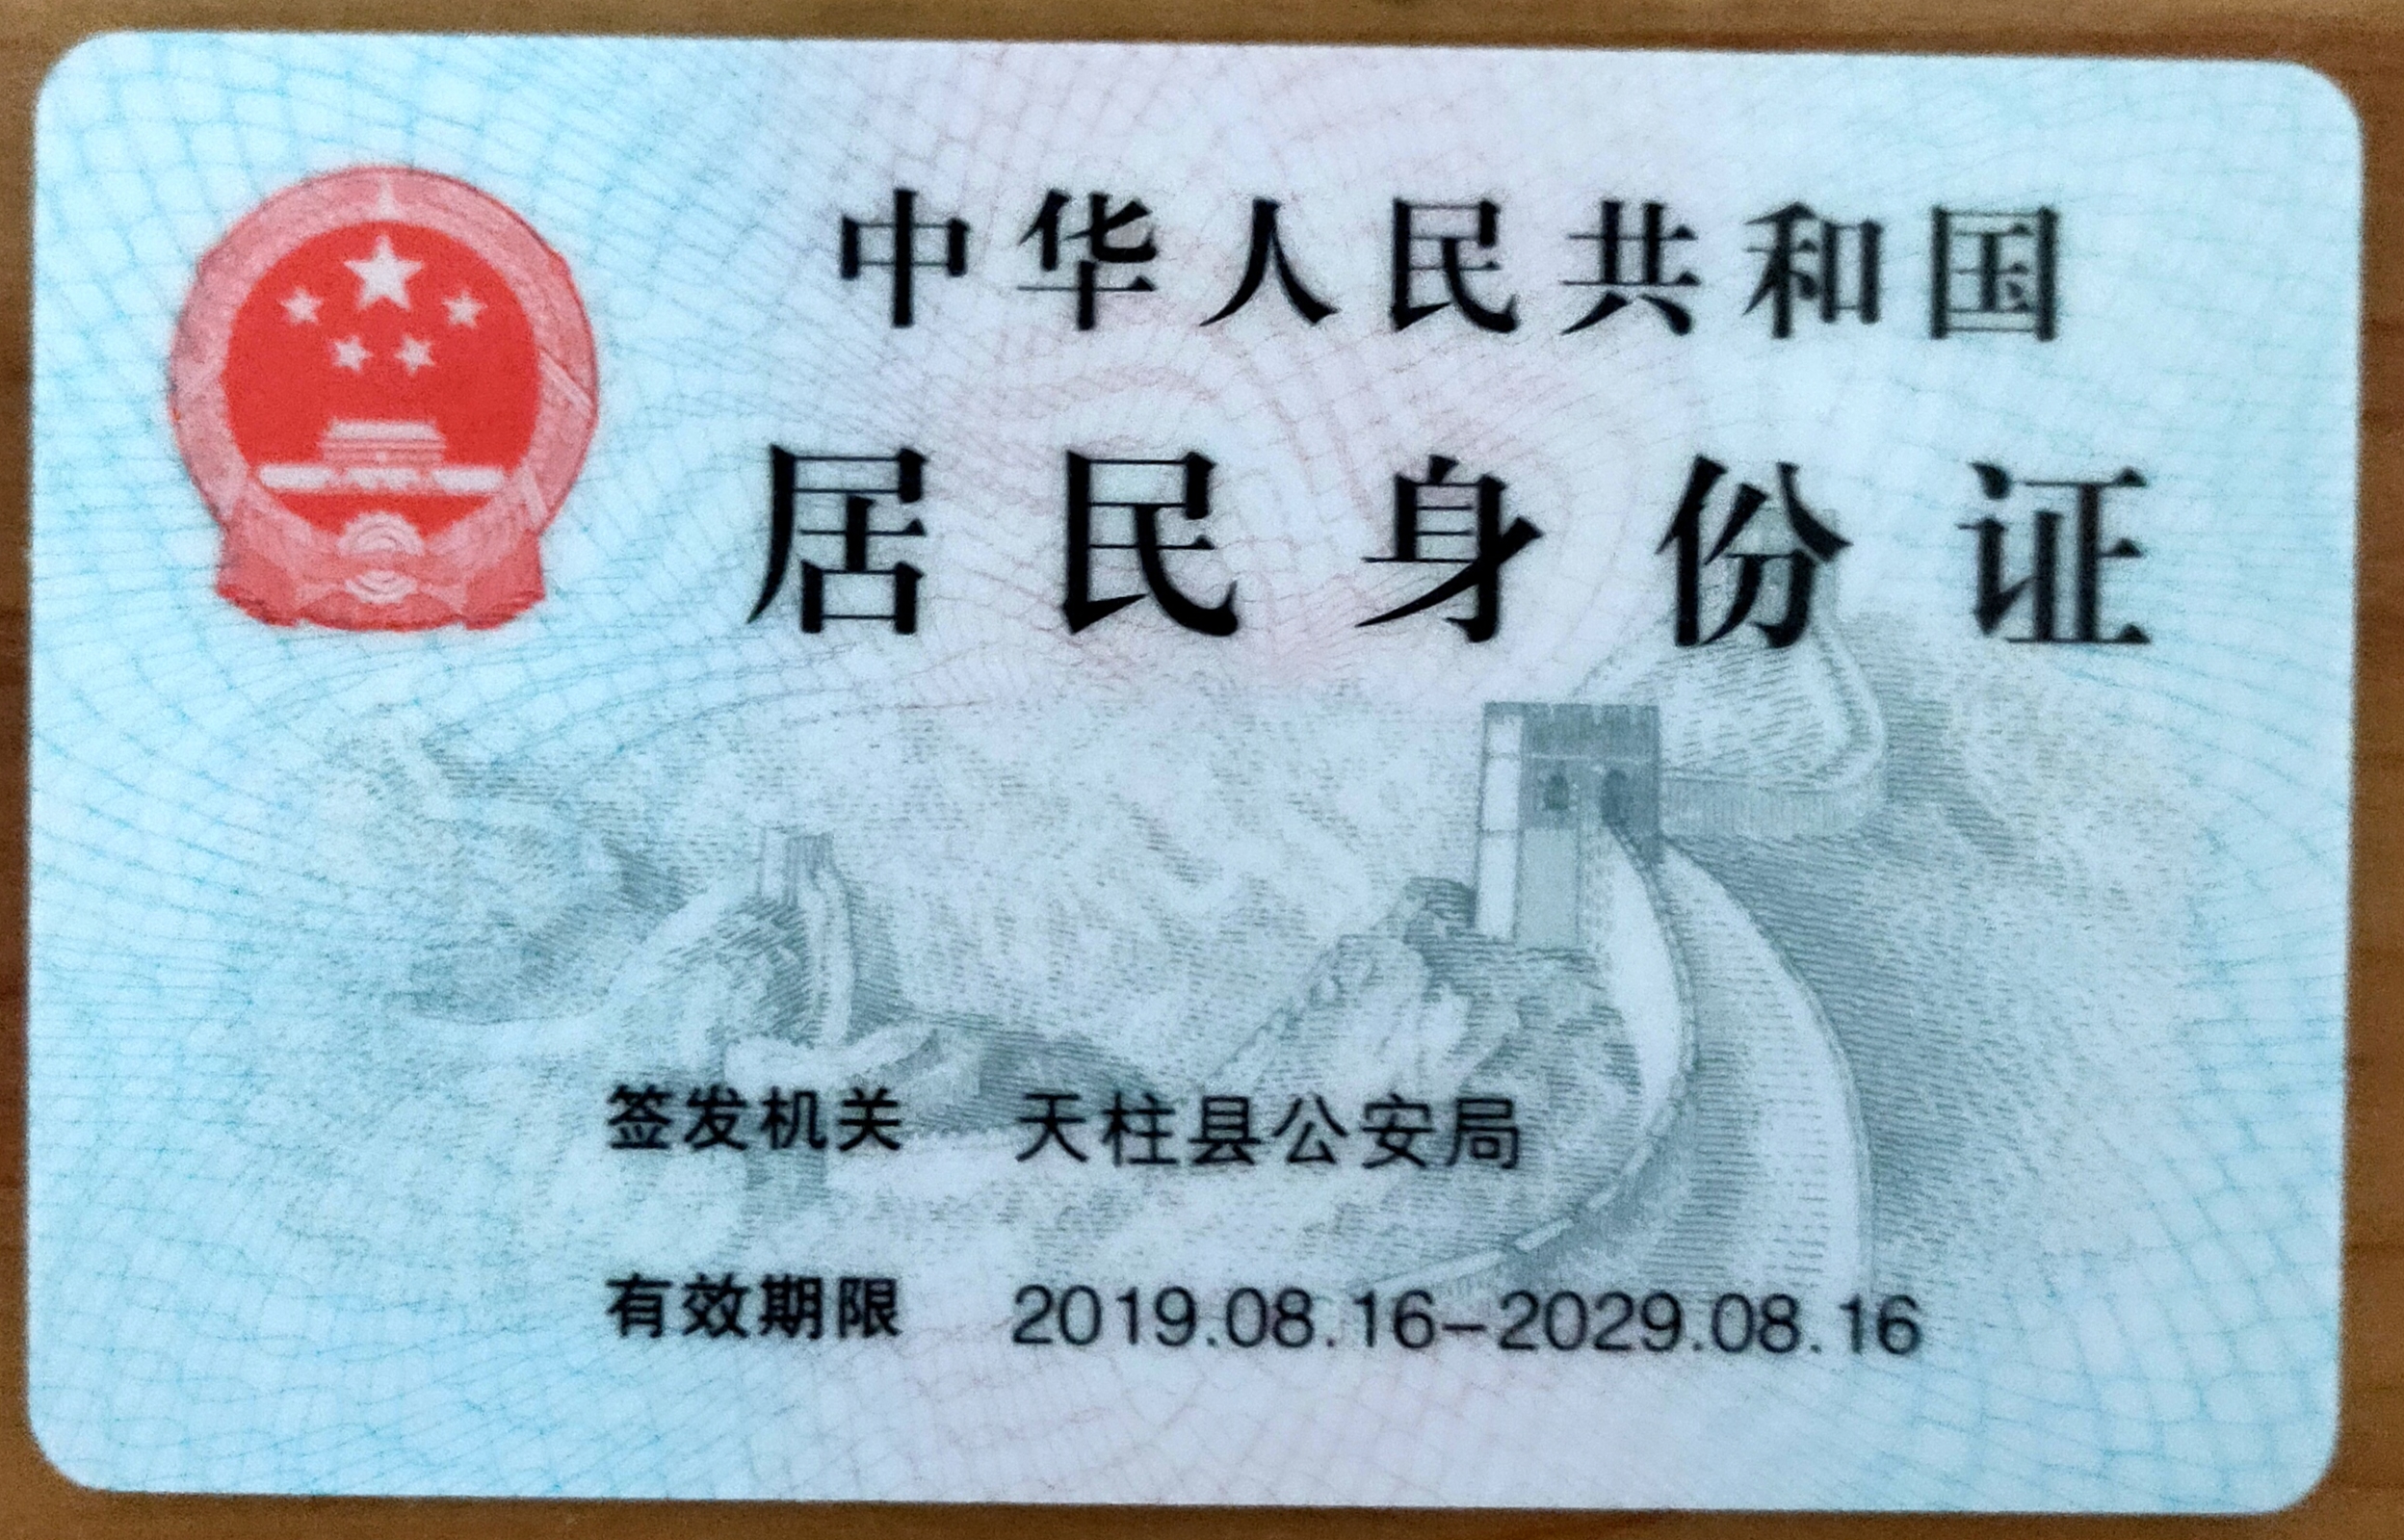 中华人民共和国
居民身份证
签发机关 天柱县公安局
有效期限 2019.08.16-2029.08.16